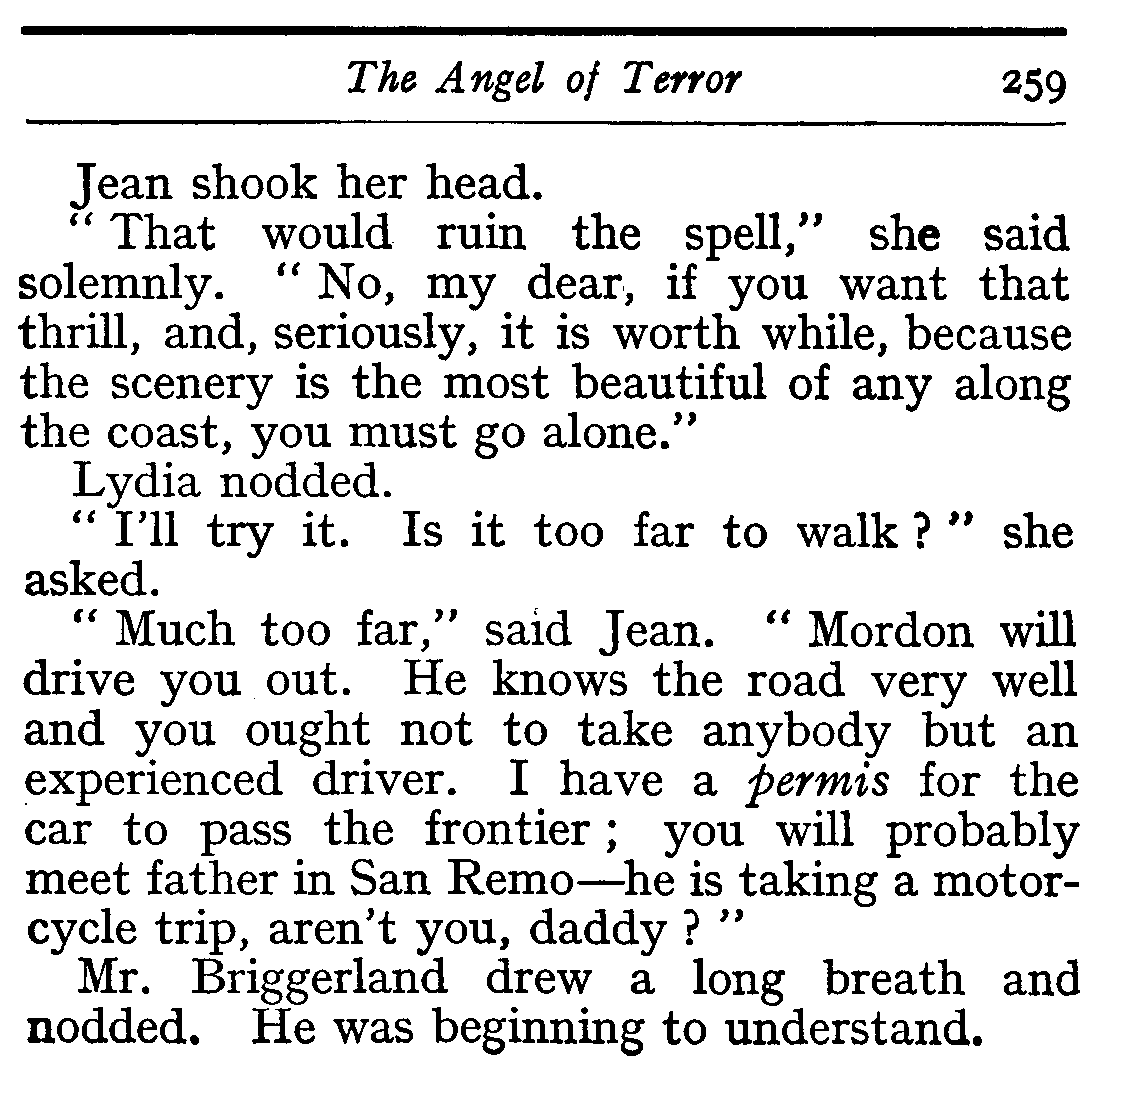 The Angel of Terror 259
Jean shook her head.
“ That would ruin the spell,” she said
solemnly. “ No, my dear, if you want that
thrill, and, seriously, it is worth while, because
the scenery is the most beautiful of any along
the coast, you must go alone.”
Lydia nodded.
“ I’ll try it. Is it too far to walk ? ” she
asked.
“ Much too far,” said Jean. “ Mordon will
drive you out. He knows the road very well
and you ought not to take anybody but an
experienced driver. I have a permis for the
car to pass the frontier ; you will probably
meet father in San Remo—he is taking a motor-
cycle trip, aren’t you, daddy ? ”
Mr. Briggerland drew a long breath and
nodded. He was beginning to understand.